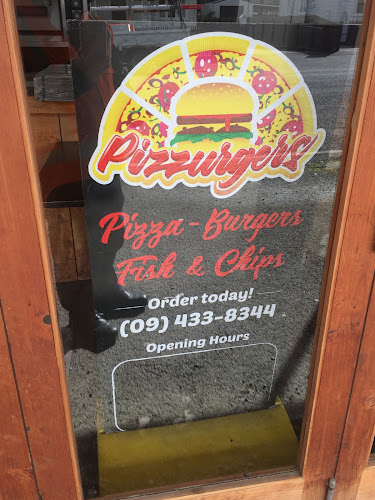 Pizzurgers
Pizza - Burgers
Fish & Chips
Order today!
(09) 433-8344
Opening Hours